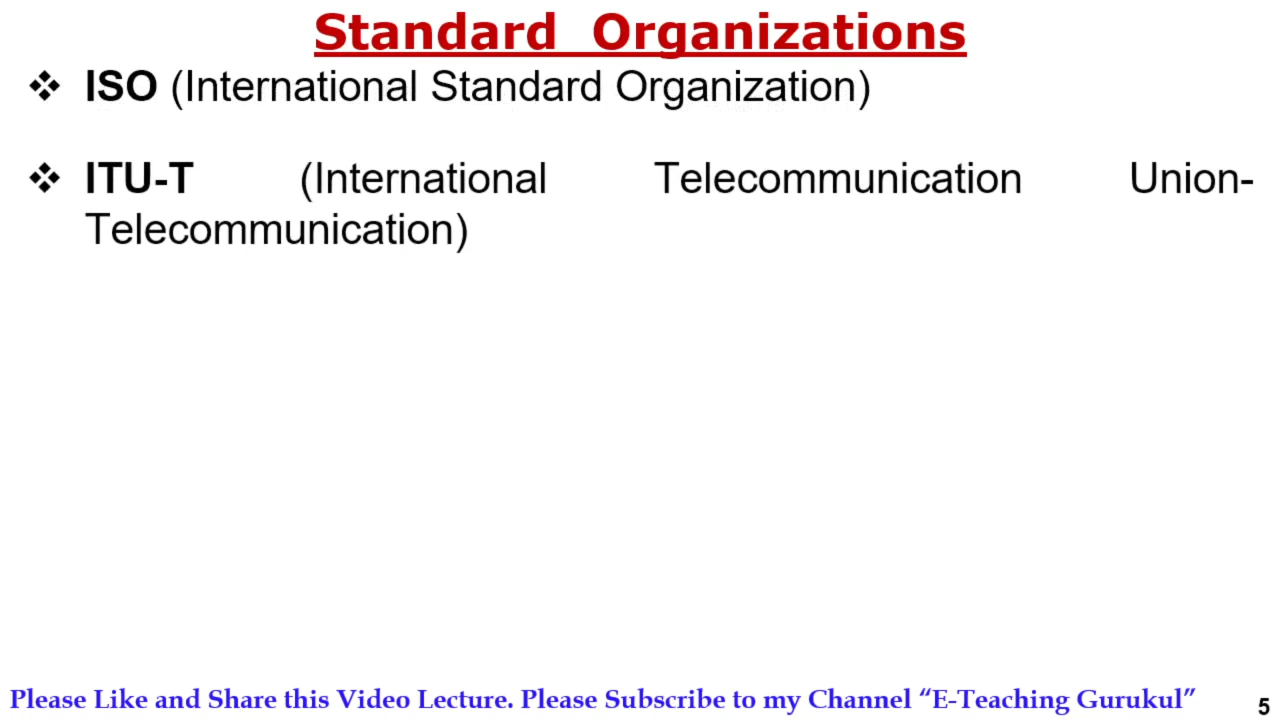 Standard Organizations
❖ ISO (International Standard Organization)
❖ ITU-T (International Telecommunication Union-
Telecommunication)
Please Like and Share this Video Lecture. Please Subscribe to my Channel “E-Teaching Gurukul”
5